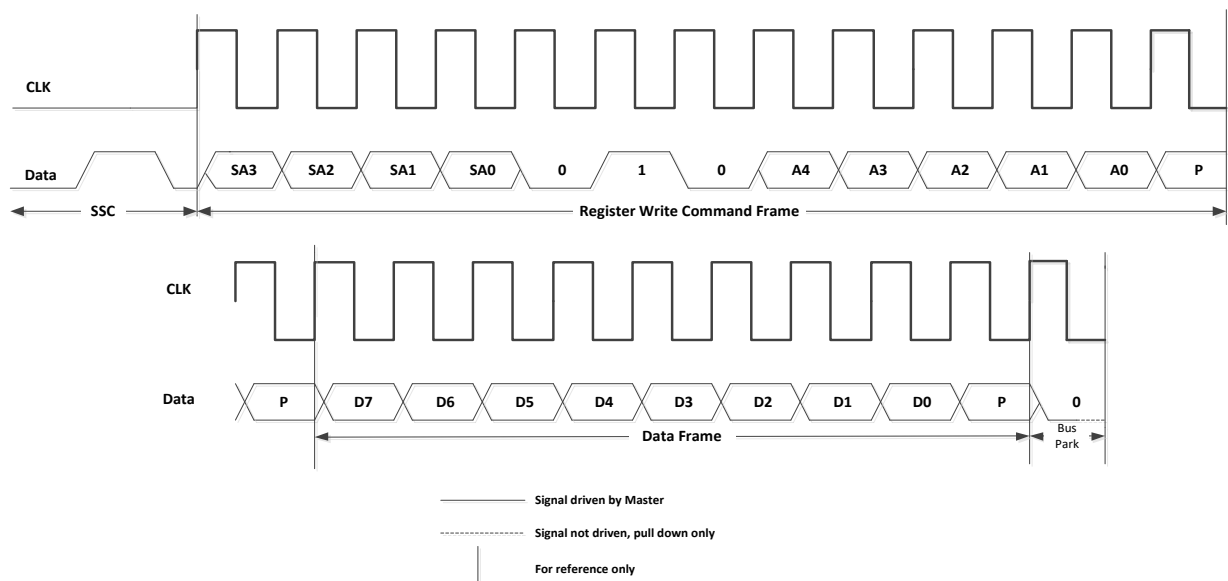 CLK
Data SA3 SA2 SA1 SA0 0 1 0 A4 A3 A2 A1 A0 P
SSC Register Write Command Frame
CLK
Data P D7 D6 D5 D4 D3 D2 D1 D0 P 0
Data Frame Bus
Park
Signal driven by Master
Signal not driven, pull down only
For reference only